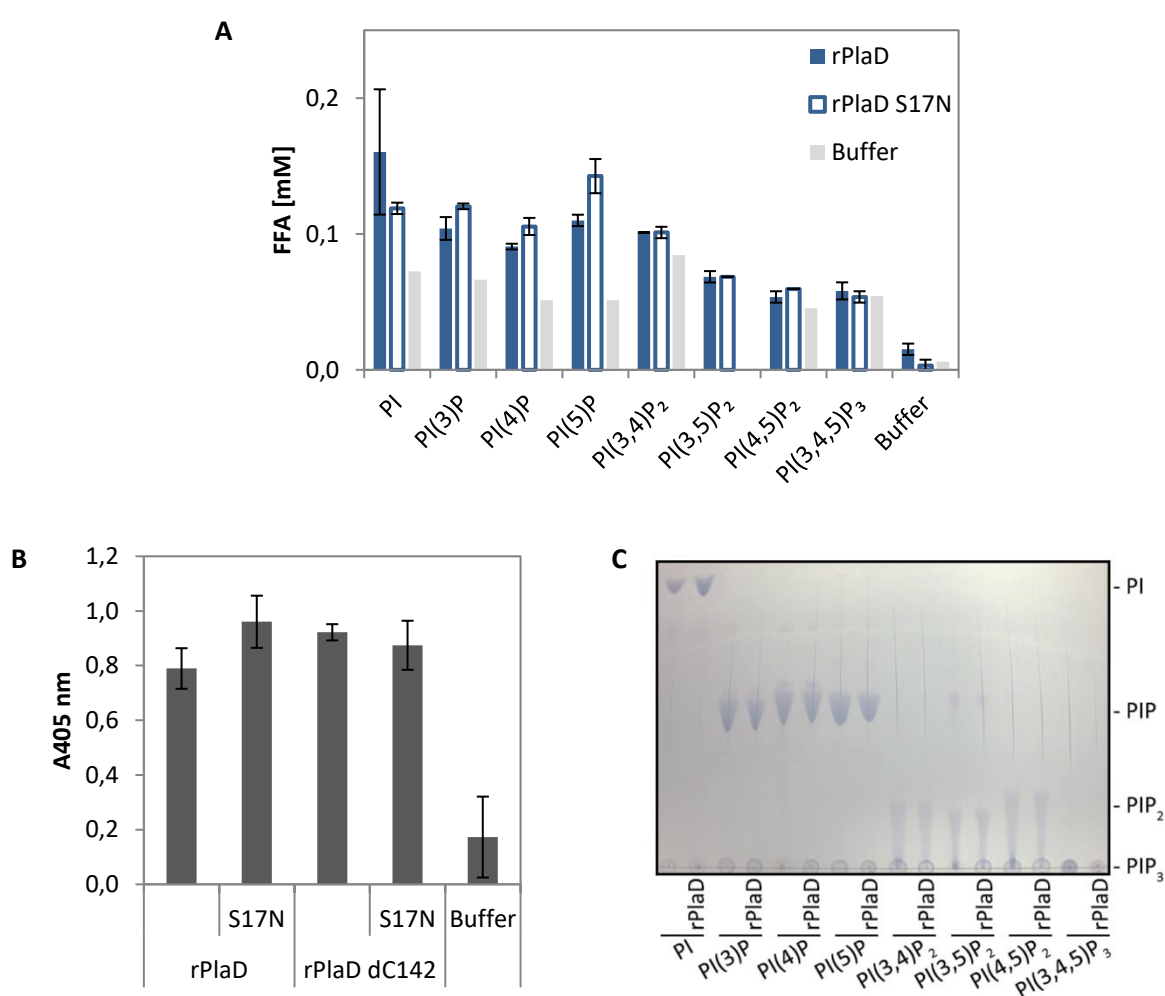 A
rPlaD
rPlaD S17N
Buffer
FFA [mM]
0,2
0,1
0,0
PI
PI(3)P
PI(4)P
PI(5)P
PI(3,4)P₂
PI(3,5)P₂
PI(4,5)P₂
PI(3,4,5)P₃
Buffer
B
A405 nm
1,2
1,0
0,8
0,6
0,4
0,2
0,0
S17N
S17N
Buffer
rPlaD
rPlaD dC142
C
- PI
- PIP
- PIP₂
- PIP₃
rPlaD
rPlaD
rPlaD
rPlaD
rPlaD
rPlaD
rPlaD
rPlaD
PI
PI(3)P
PI(4)P
PI(5)P
PI(3,4)P₂
PI(3,5)P₂
PI(4,5)P₂
PI(3,4,5)P₃